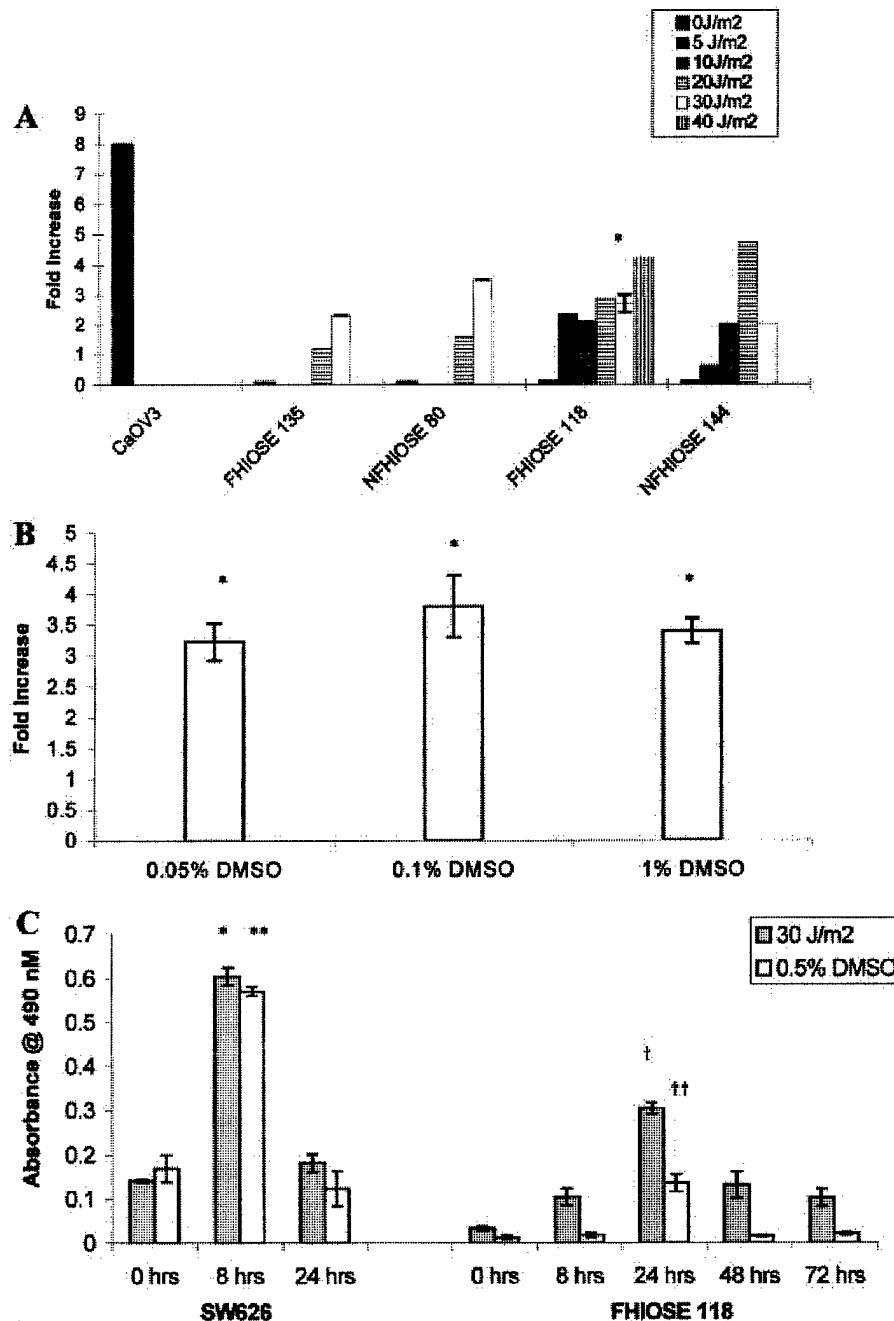 0J/m2
5 J/m2
10J/m2
20J/m2
30J/m2
40 J/m2
A
Fold Increase
9
8
7
6
5
4
3
2
1
0
*
CaOV3
FHIOSE 135
NFHIOSE 80
FHIOSE 118
NFHIOSE 144
B
Fold Increase
5
4.5
4
3.5
3
2.5
2
1.5
1
0.5
0
* * *
0.05% DMSO 0.1% DMSO 1% DMSO
C
Absorbance @ 490 nM
0.7
0.6
0.5
0.4
0.3
0.2
0.1
0
* **
† ††
30 J/m2
0.5% DMSO
0 hrs 8 hrs 24 hrs 0 hrs 8 hrs 24 hrs 48 hrs 72 hrs
SW626 FHIOSE 118